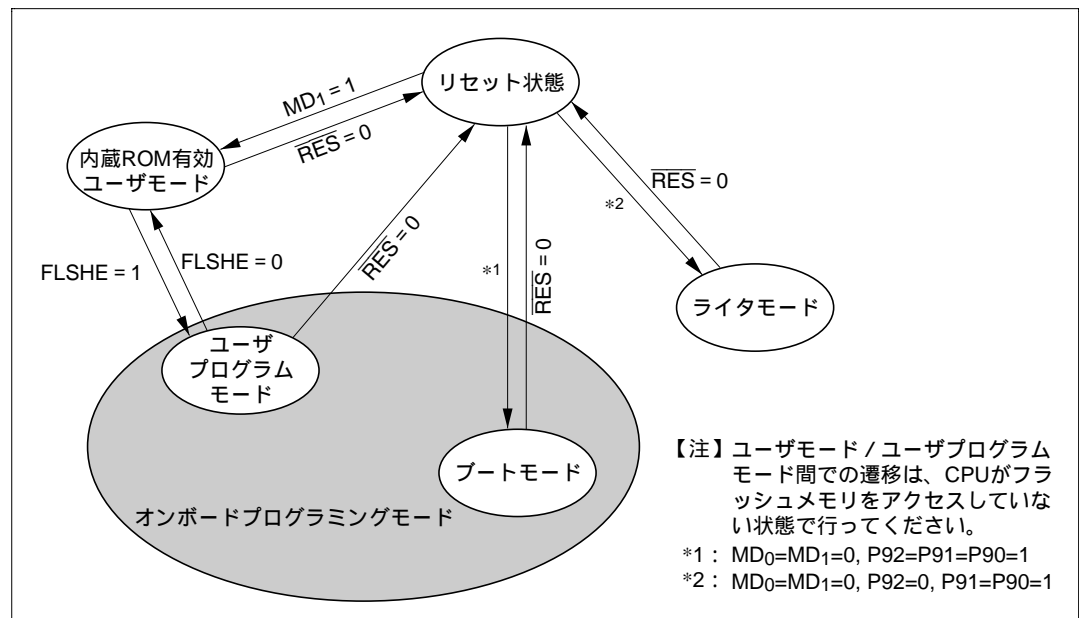 リセット状態
MD1 = 1
RES = 0
内蔵ROM有効
ユーザモード
RES = 0
*2
RES = 0
FLSHE = 1
FLSHE = 0
*1
RES = 0
ライタモード
ユーザ
プログラム
モード
ブートモード
オンボードプログラミングモード
【注】ユーザモード / ユーザプログラム
モード間での遷移は、CPUがフラ
ッシュメモリをアクセスしていな
い状態で行ってください。
*1 : MD0=MD1=0, P92=P91=P90=1
*2 : MD0=MD1=0, P92=0, P91=P90=1